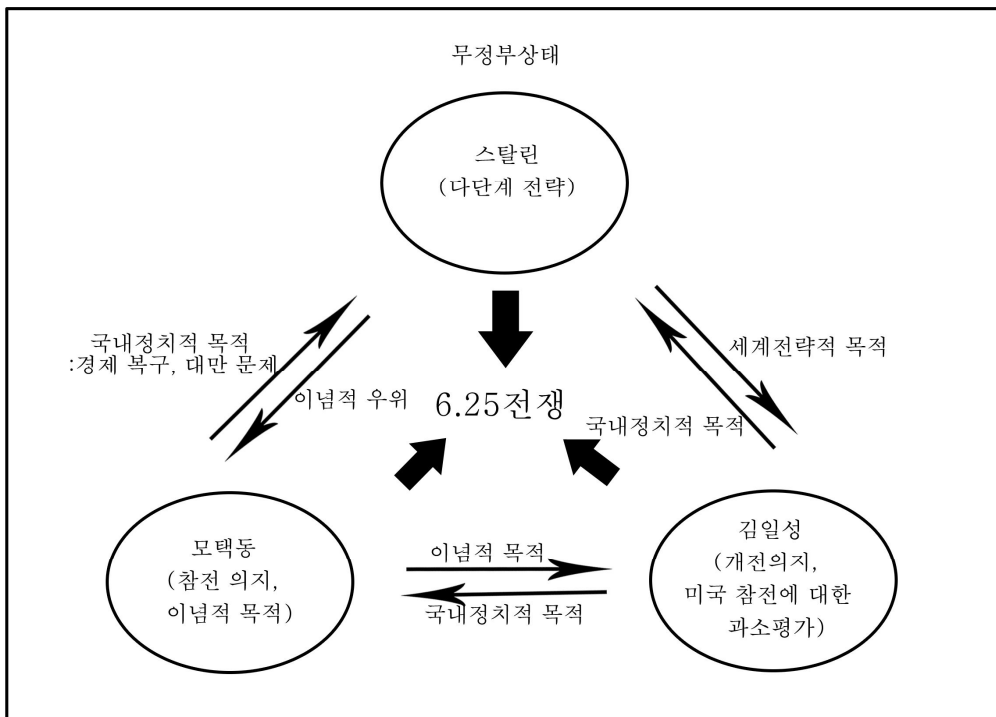 무정부상태
스탈린
(다단계 전략)
국내정치적 목적
:경제 복구, 대만 문제
이념적 우위
6.25전쟁
세계전략적 목적
국내정치적 목적
모택동
(참전 의지,
이념적 목적)
이념적 목적
국내정치적 목적
김일성
(개전의지,
미국 참전에 대한
과소평가)